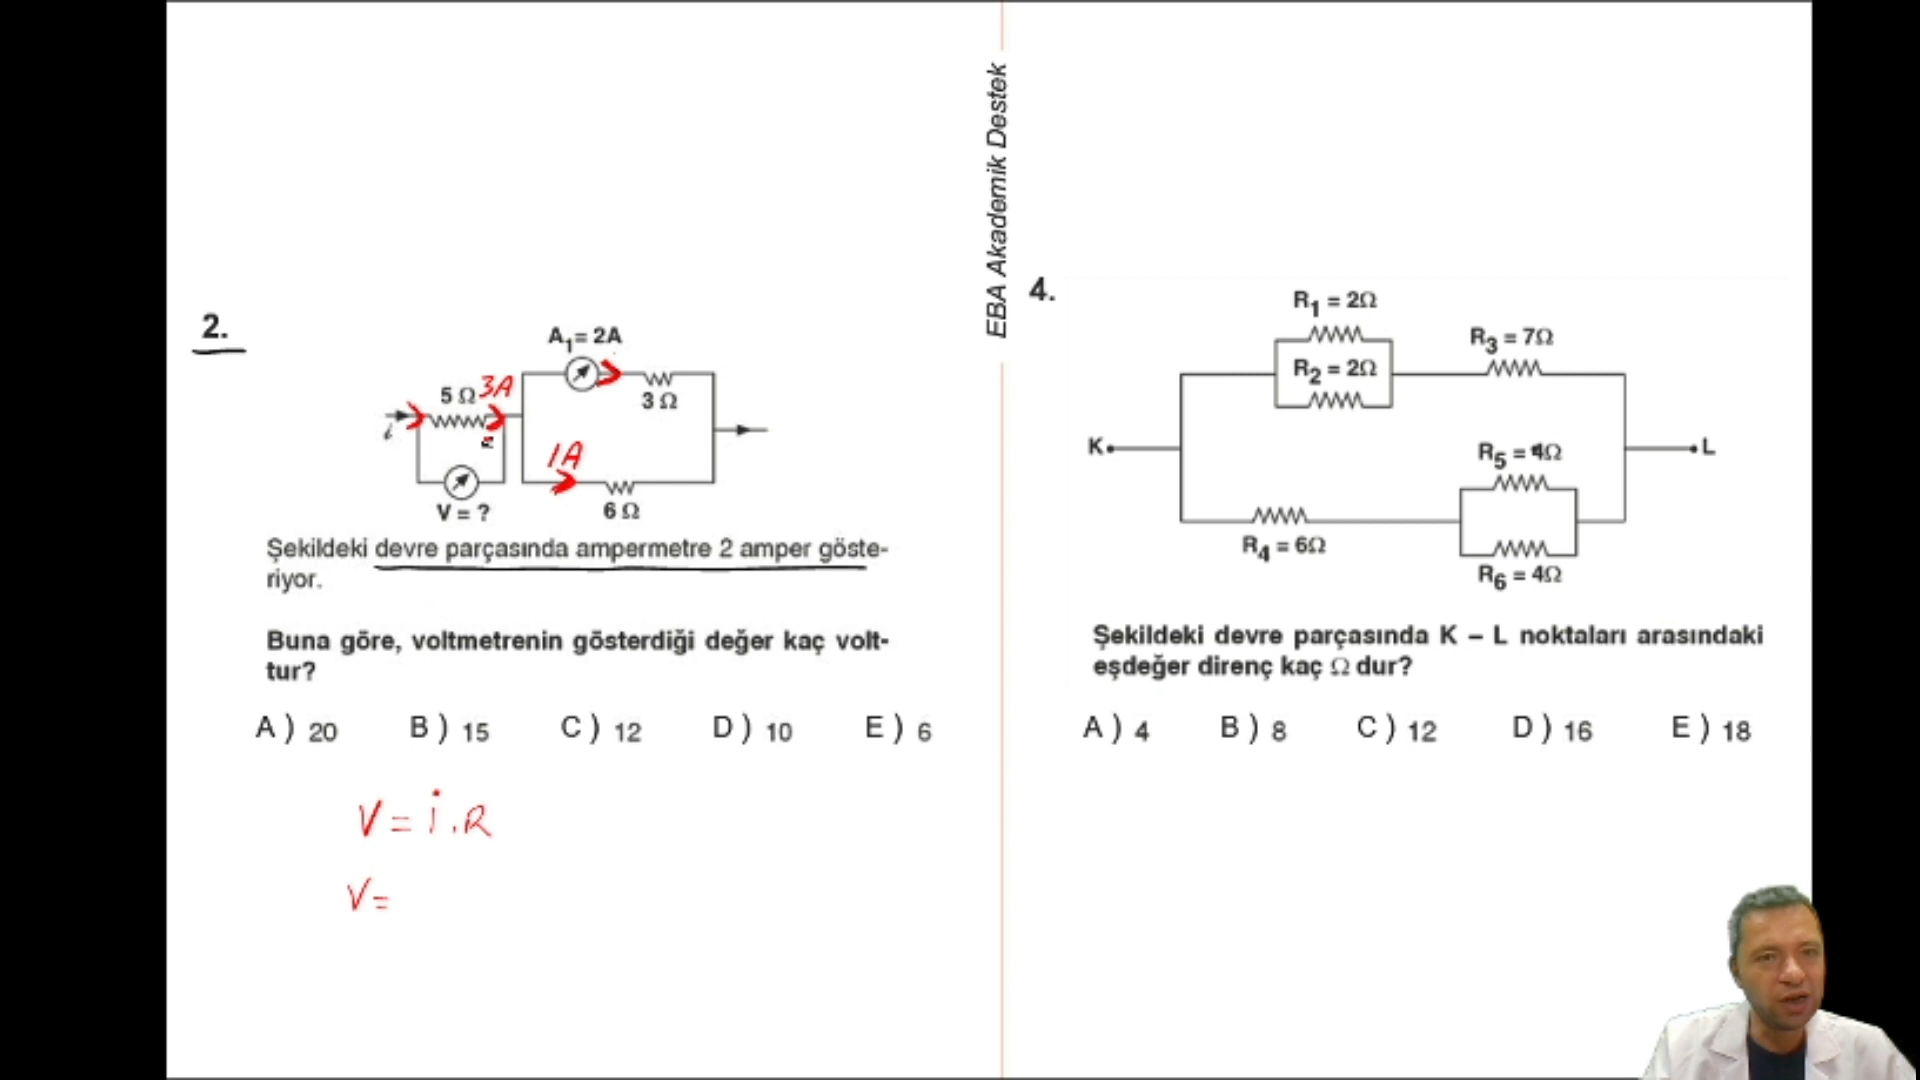 2.
A₁= 2A
5 Ω
3A
3 Ω
i
1A
V = ?
6 Ω
Şekildeki devre parçasında ampermetre 2 amper göste-
riyor.
Buna göre, voltmetrenin gösterdiği değer kaç volt-
tur?
A ) 20 B ) 15 C ) 12 D ) 10 E ) 6
V = i . R
V =
EBA Akademik Destek
4.
R₁ = 2Ω
R₃ = 7Ω
R₂ = 2Ω
K
L
R₅ = 4Ω
R₄ = 6Ω
R₆ = 4Ω
Şekildeki devre parçasında K – L noktaları arasındaki
eşdeğer direnç kaç Ω dur?
A ) 4 B ) 8 C ) 12 D ) 16 E ) 18